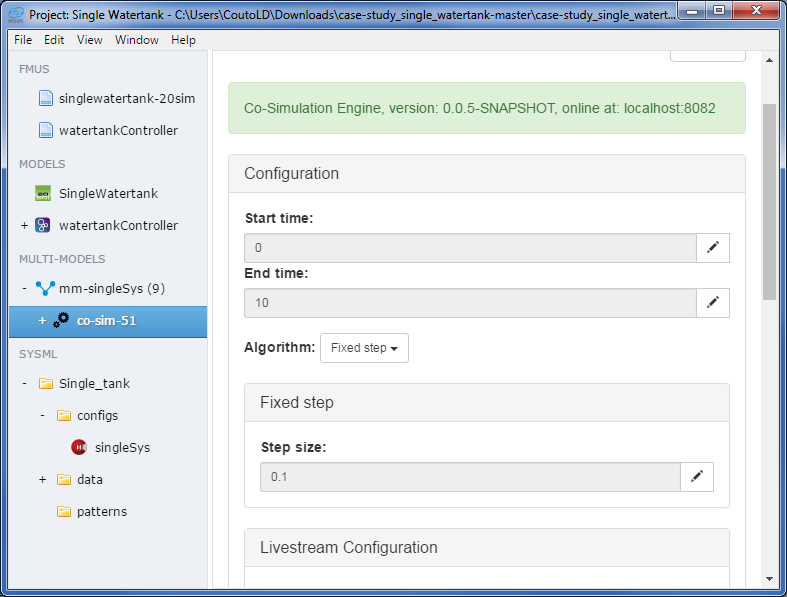 Project: Single Watertank - C:\Users\CoutoLD\Downloads\case-study_single_watertank-master\case-study_single_watert...
File Edit View Window Help
FMUS
singlewatertank-20sim
watertankController
MODELS
SingleWatertank
+ watertankController
MULTI-MODELS
- mm-singleSys (9)
+ co-sim-51
SYSML
- Single_tank
- configs
singleSys
+ data
patterns
Co-Simulation Engine, version: 0.0.5-SNAPSHOT, online at: localhost:8082
Configuration
Start time:
0
End time:
10
Algorithm: Fixed step
Fixed step
Step size:
0.1
Livestream Configuration